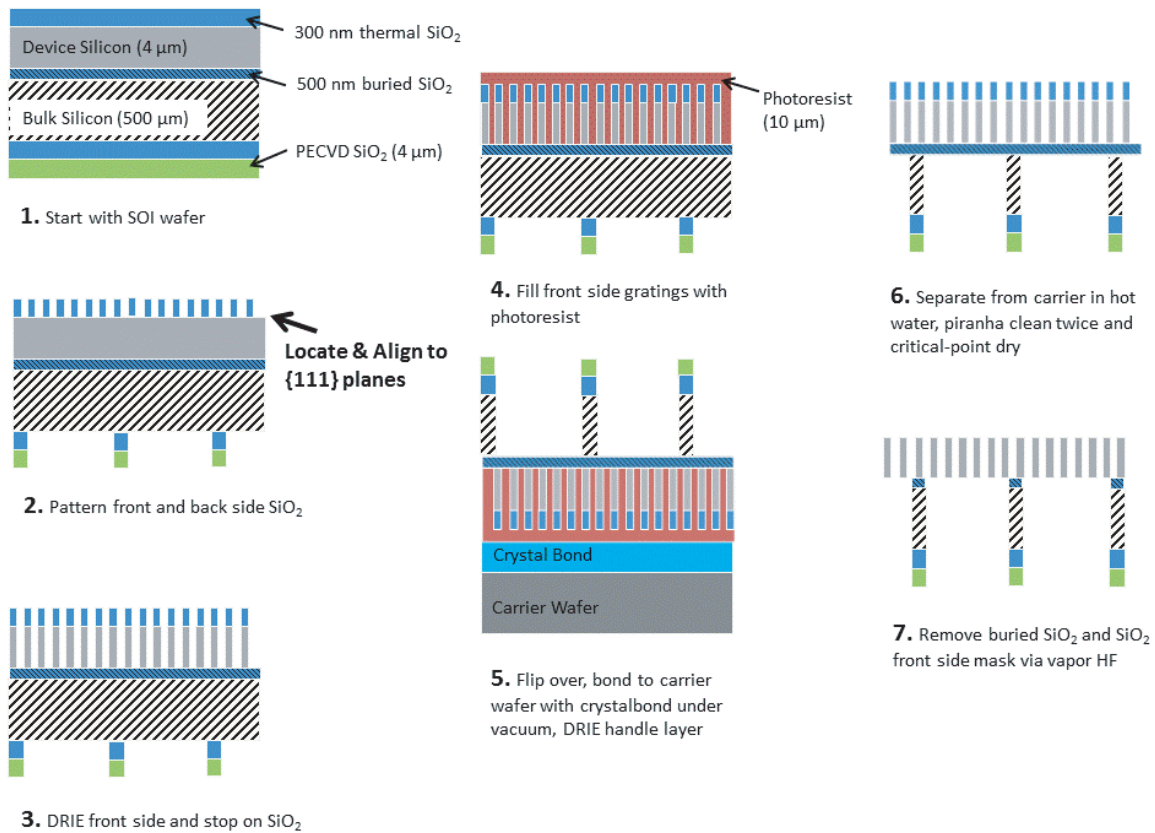 300 nm thermal SiO₂
Device Silicon (4 µm)
500 nm buried SiO₂
Bulk Silicon (500 µm)
PECVD SiO₂ (4 µm)
1. Start with SOI wafer
Locate & Align to
{111} planes
2. Pattern front and back side SiO₂
3. DRIE front side and stop on SiO₂
Photoresist
(10 µm)
4. Fill front side gratings with
photoresist
Crystal Bond
Carrier Wafer
5. Flip over, bond to carrier
wafer with crystalbond under
vacuum, DRIE handle layer
6. Separate from carrier in hot
water, piranha clean twice and
critical-point dry
7. Remove buried SiO₂ and SiO₂
front side mask via vapor HF